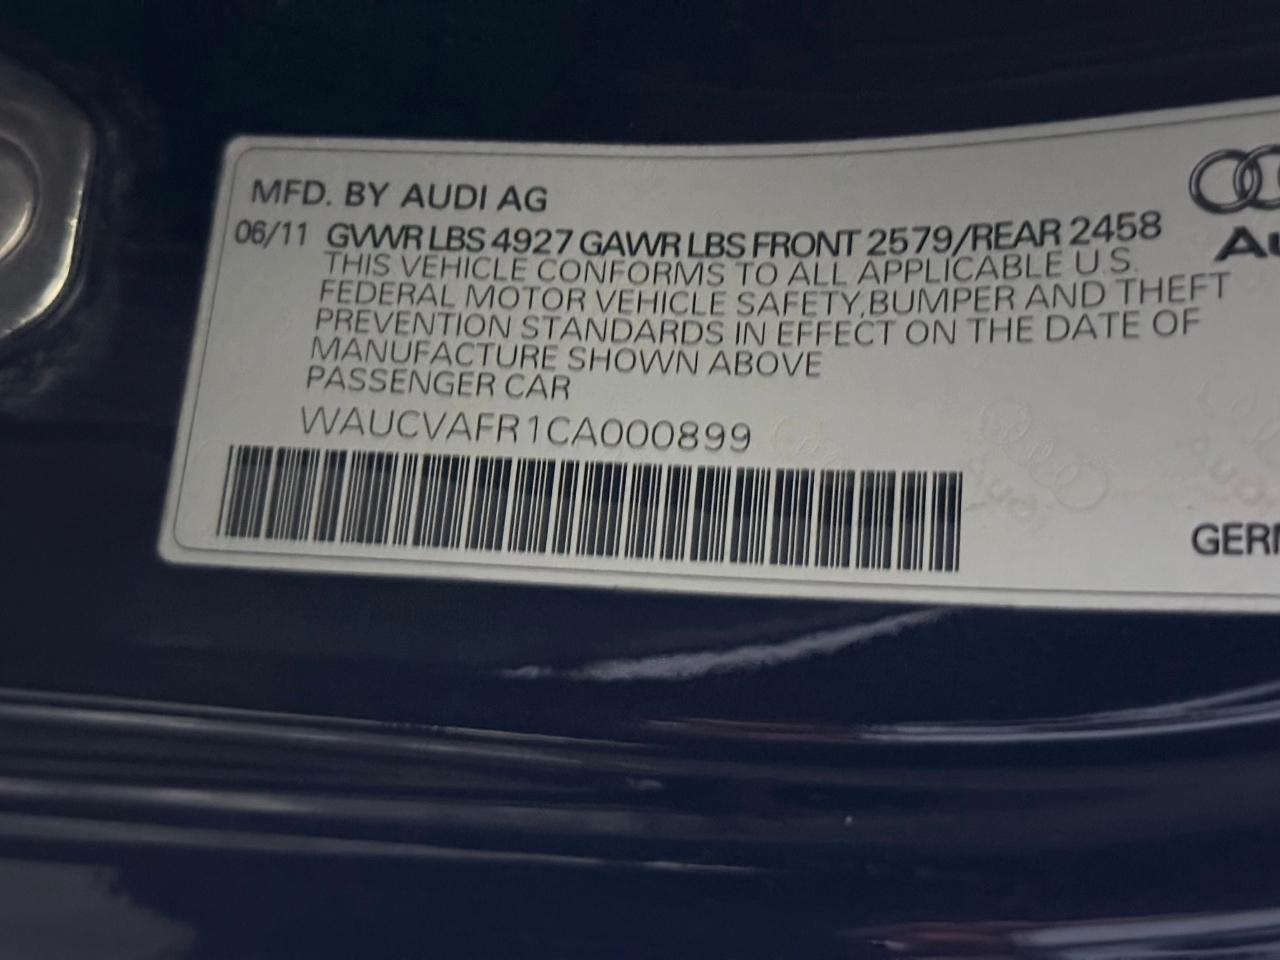 MFD. BY AUDI AG
06/11 GVWR LBS 4927 GAWR LBS FRONT 2579/REAR 2458
THIS VEHICLE CONFORMS TO ALL APPLICABLE U.S.
FEDERAL MOTOR VEHICLE SAFETY,BUMPER AND THEFT
PREVENTION STANDARDS IN EFFECT ON THE DATE OF
MANUFACTURE SHOWN ABOVE
PASSENGER CAR
WAUCVAFR1CA000899